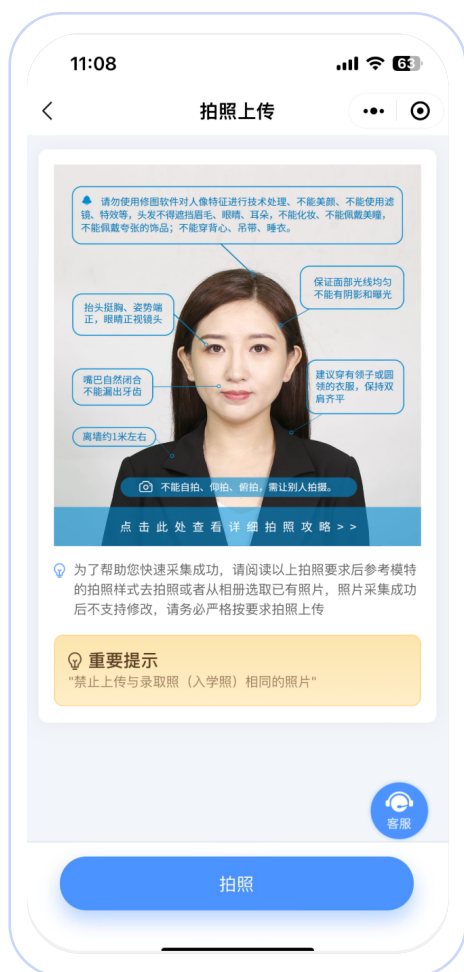 11:08
63
拍照上传
请勿使用修图软件对人像特征进行技术处理、不能美颜、不能使用滤
镜、特效等，头发不得遮挡眉毛、眼睛、耳朵，不能化妆、不能佩戴美瞳，
不能佩戴夸张的饰品；不能穿背心、吊带、睡衣。
保证面部光线均匀
不能有阴影和曝光
抬头挺胸、姿势端
正，眼睛正视镜头
嘴巴自然闭合
不能漏出牙齿
建议穿有领子或圆
领的衣服，保持双
肩齐平
离墙约1米左右
不能自拍、仰拍、俯拍，需让别人拍摄。
点击此处查看详细拍照攻略>>
为了帮助您快速采集成功，请阅读以上拍照要求后参考模特
的拍照样式去拍照或者从相册选取已有照片，照片采集成功
后不支持修改，请务必严格按要求拍照上传
重要提示
"禁止上传与录取照（入学照）相同的照片"
客服
拍照